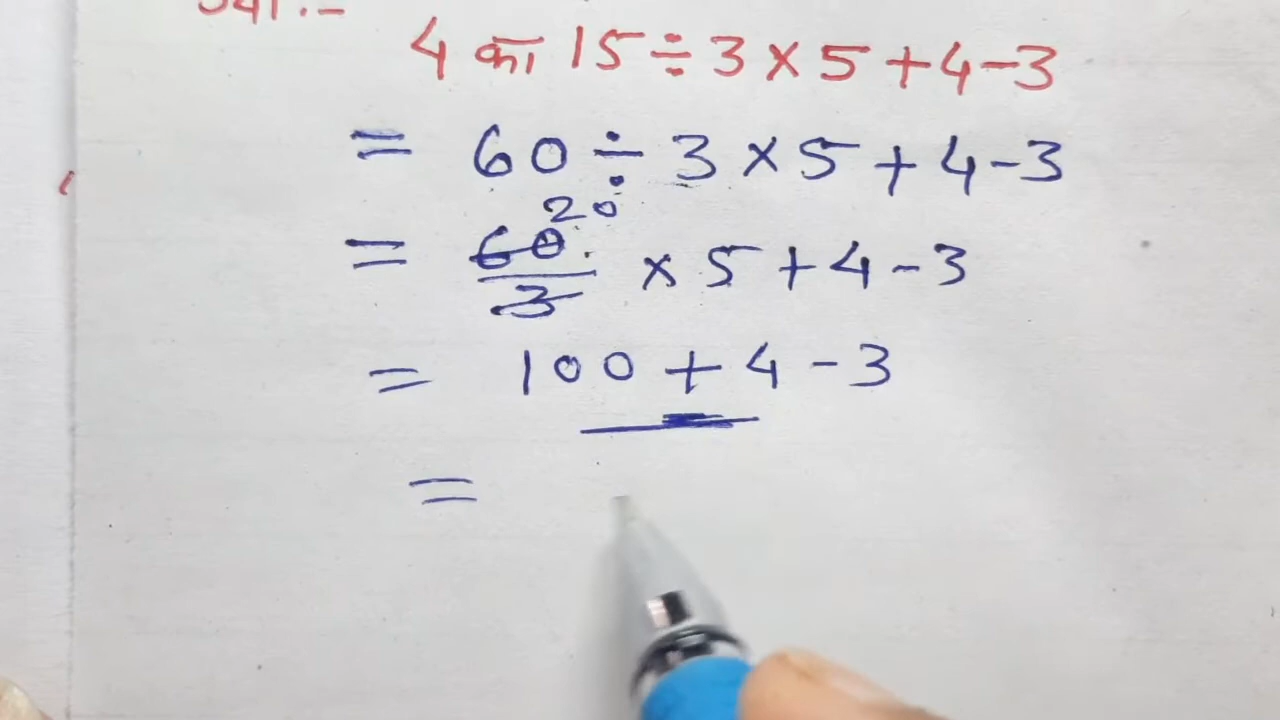 4 का 15 ÷ 3 × 5 + 4 - 3
= 60 ÷ 3 × 5 + 4 - 3
20
= 60/3 × 5 + 4 - 3
= 100 + 4 - 3
=